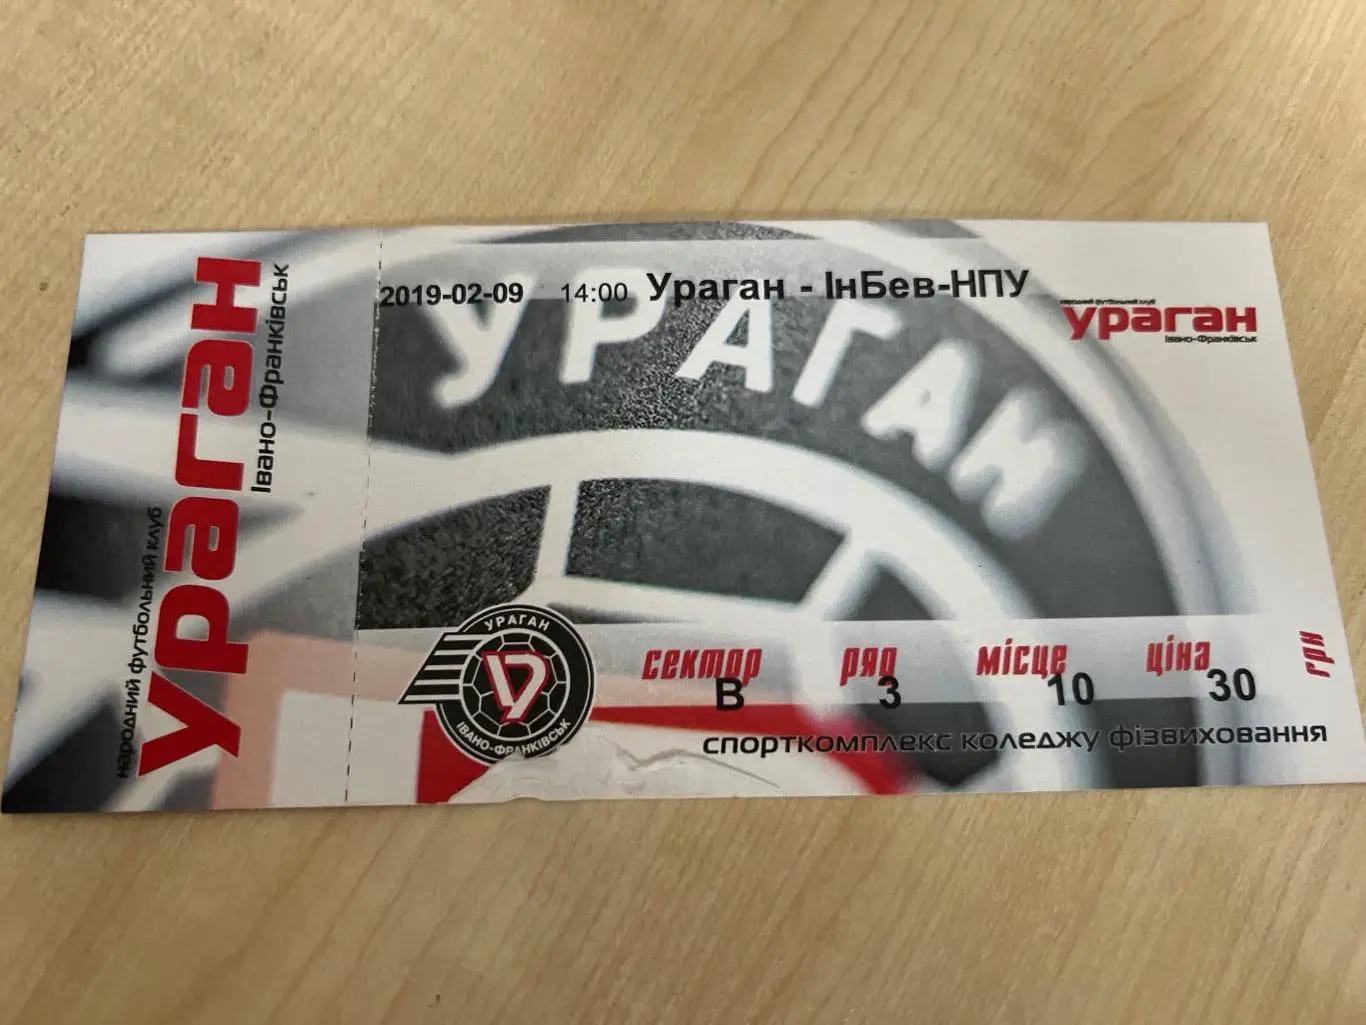 народний футбольний клуб
Ураган
Івано-Франківськ
2019-02-09 14:00 Ураган - ІнБев-НПУ
УРАГАН
народний футбольний клуб
ураган
Івано-Франківськ
УРАГАН
ІВАНО-ФРАНКІВСЬК
сектор ряд місце ціна грн
В 3 10 30
спорткомплекс коледжу фізвиховання